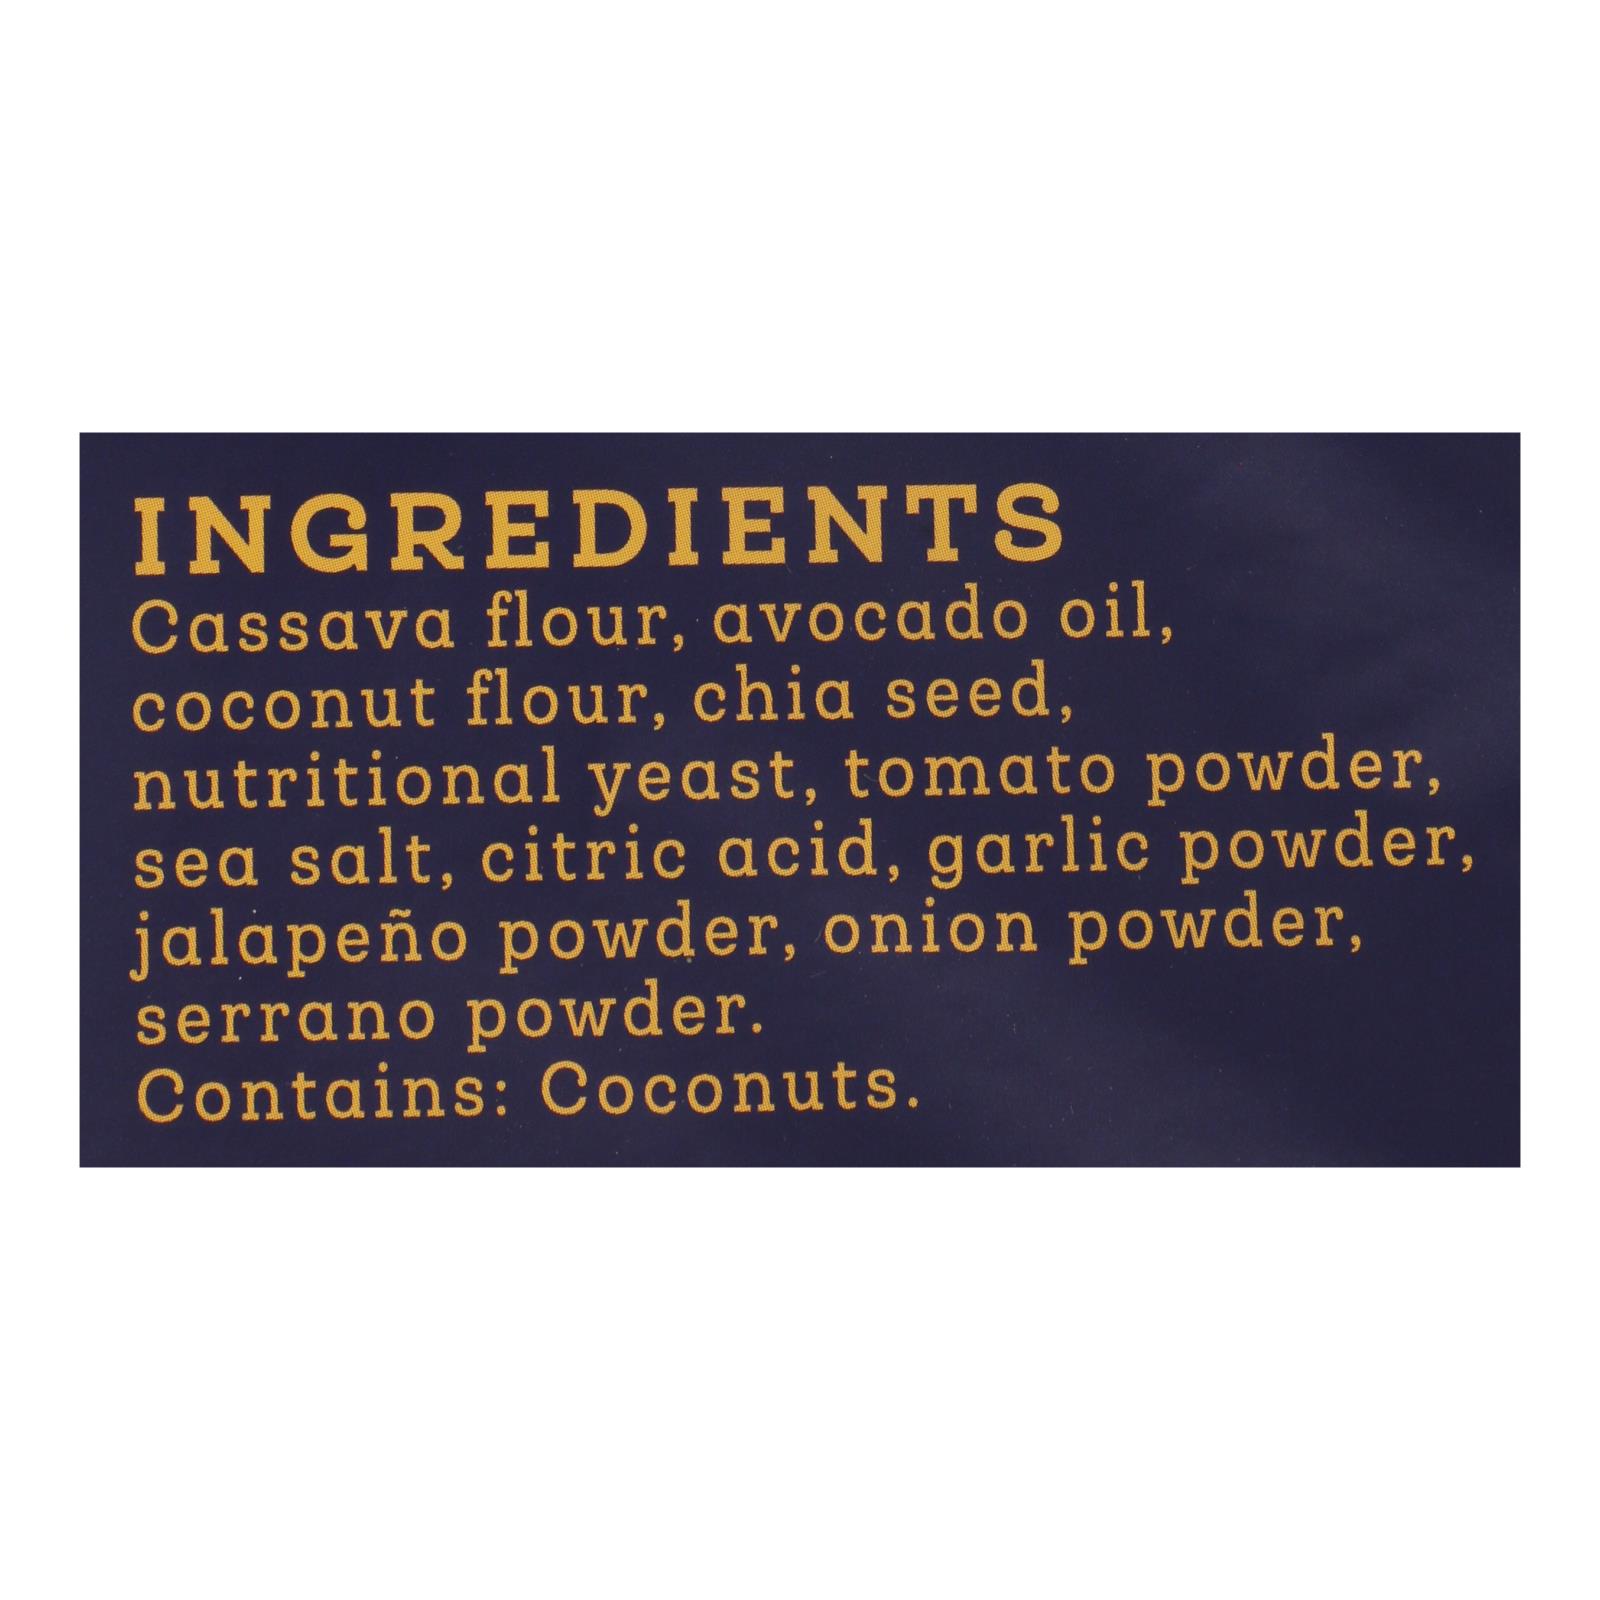 INGREDIENTS
Cassava flour, avocado oil,
coconut flour, chia seed,
nutritional yeast, tomato powder,
sea salt, citric acid, garlic powder,
jalapeño powder, onion powder,
serrano powder.
Contains: Coconuts.